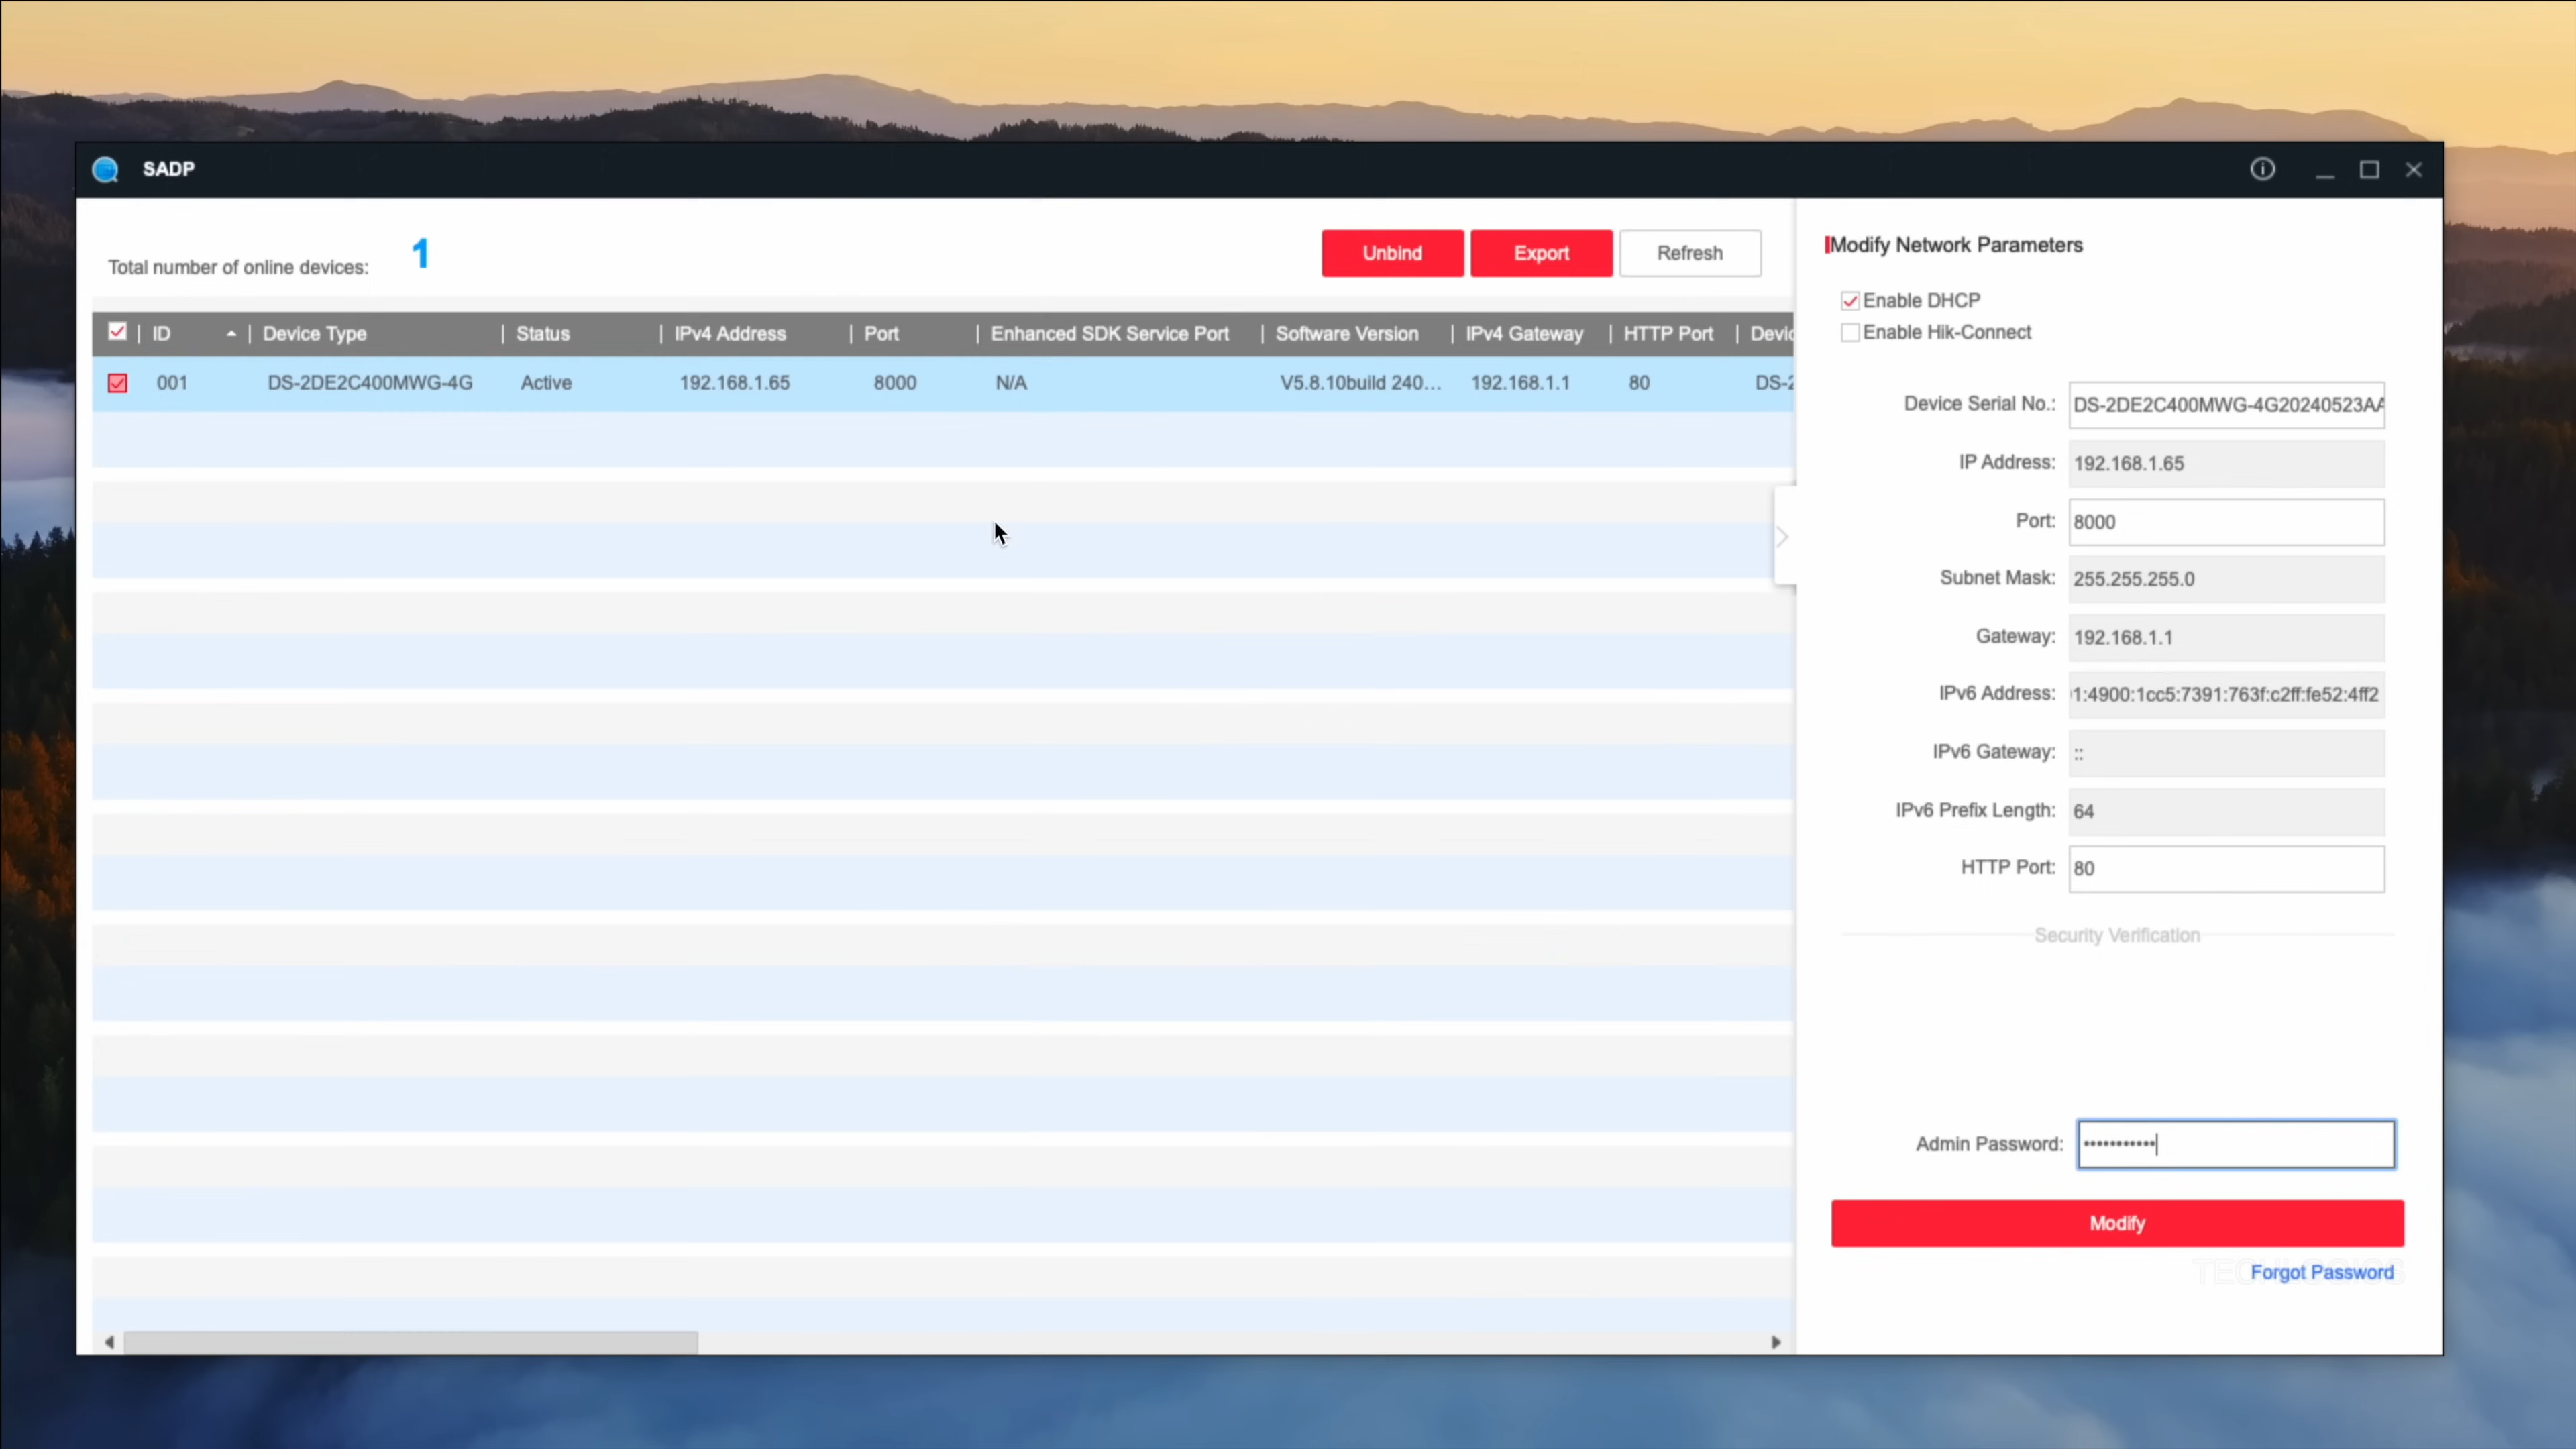 SADP
Total number of online devices: 1
Unbind Export Refresh
ID Device Type Status IPv4 Address Port Enhanced SDK Service Port Software Version IPv4 Gateway HTTP Port Devic
001 DS-2DE2C400MWG-4G Active 192.168.1.65 8000 N/A V5.8.10build 240... 192.168.1.1 80 DS-2
Modify Network Parameters
Enable DHCP
Enable Hik-Connect
Device Serial No.: DS-2DE2C400MWG-4G20240523AA
IP Address: 192.168.1.65
Port: 8000
Subnet Mask: 255.255.255.0
Gateway: 192.168.1.1
IPv6 Address: 1:4900:1cc5:7391:763f:c2ff:fe52:4ff2
IPv6 Gateway: ::
IPv6 Prefix Length: 64
HTTP Port: 80
Security Verification
Admin Password: •••••••••••
Modify
Forgot Password